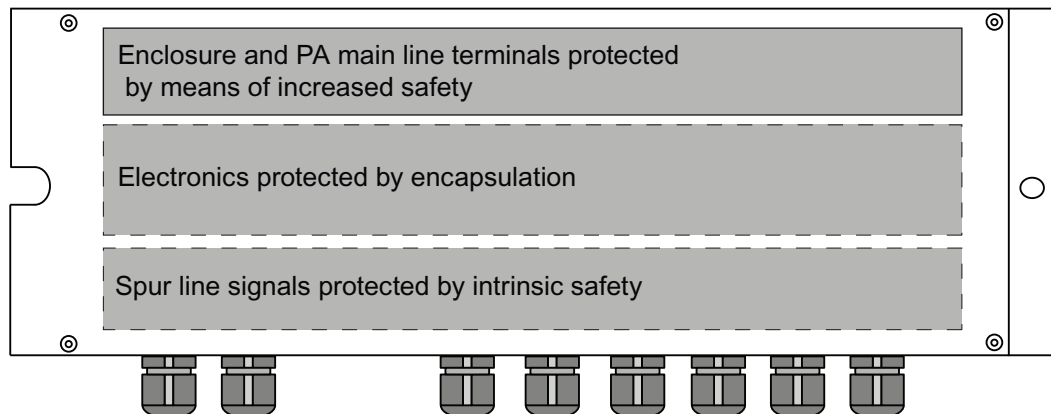 Enclosure and PA main line terminals protected
by means of increased safety
Electronics protected by encapsulation
Spur line signals protected by intrinsic safety